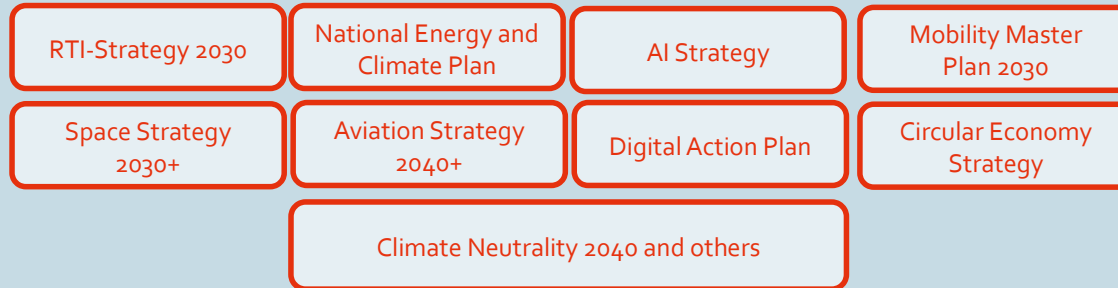 RTI-Strategy 2030
National Energy and
Climate Plan
AI Strategy
Mobility Master
Plan 2030
Space Strategy
2030+
Aviation Strategy
2040+
Digital Action Plan
Circular Economy
Strategy
Climate Neutrality 2040 and others